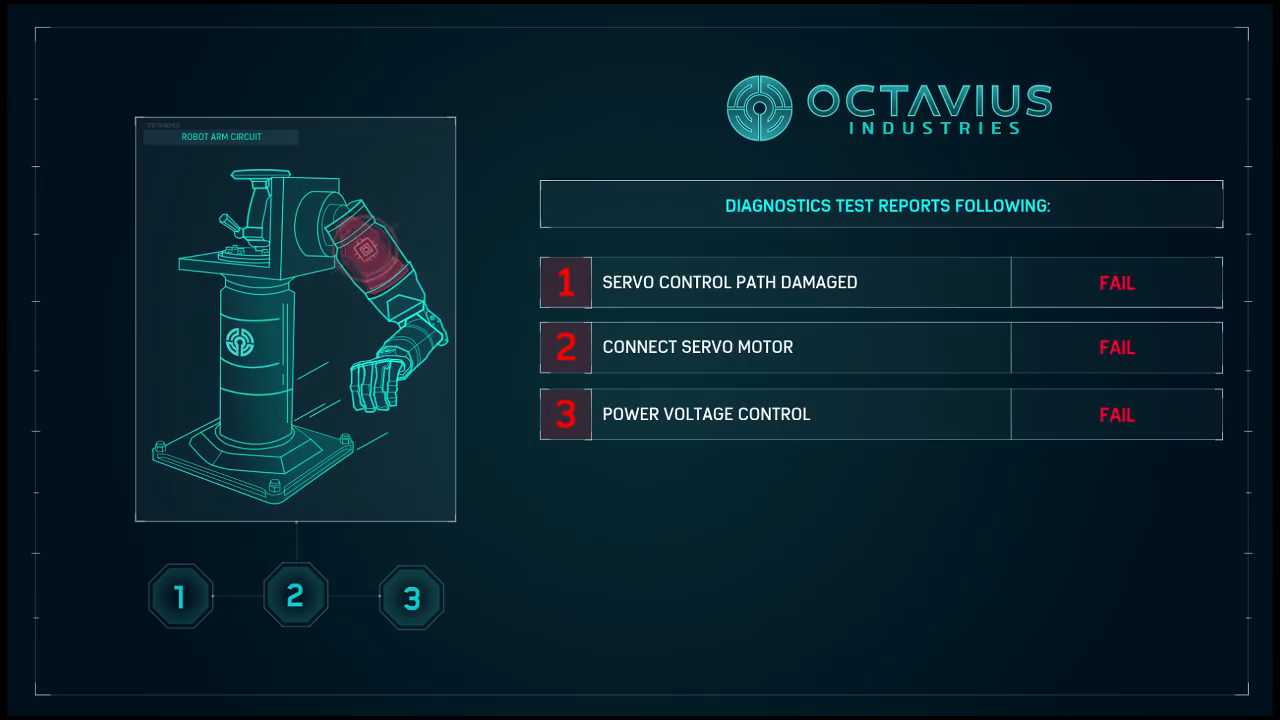 OCTAVIUS
INDUSTRIES
ROBOT ARM CIRCUIT
DIAGNOSTICS TEST REPORTS FOLLOWING:
1 SERVO CONTROL PATH DAMAGED FAIL
2 CONNECT SERVO MOTOR FAIL
3 POWER VOLTAGE CONTROL FAIL
1 2 3